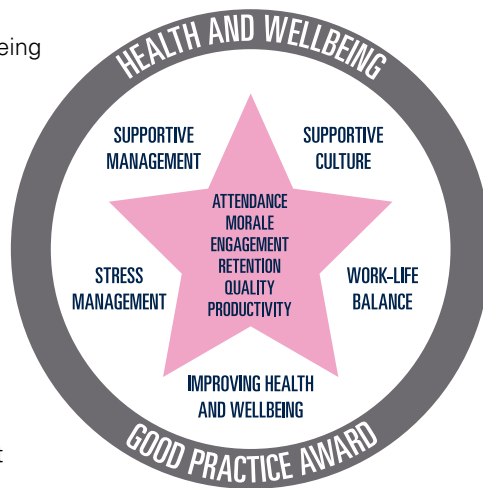 eing
HEALTH AND WELLBEING
SUPPORTIVE
MANAGEMENT
SUPPORTIVE
CULTURE
ATTENDANCE
MORALE
ENGAGEMENT
RETENTION
QUALITY
PRODUCTIVITY
STRESS
MANAGEMENT
WORK-LIFE
BALANCE
IMPROVING HEALTH
AND WELLBEING
GOOD PRACTICE AWARD
t